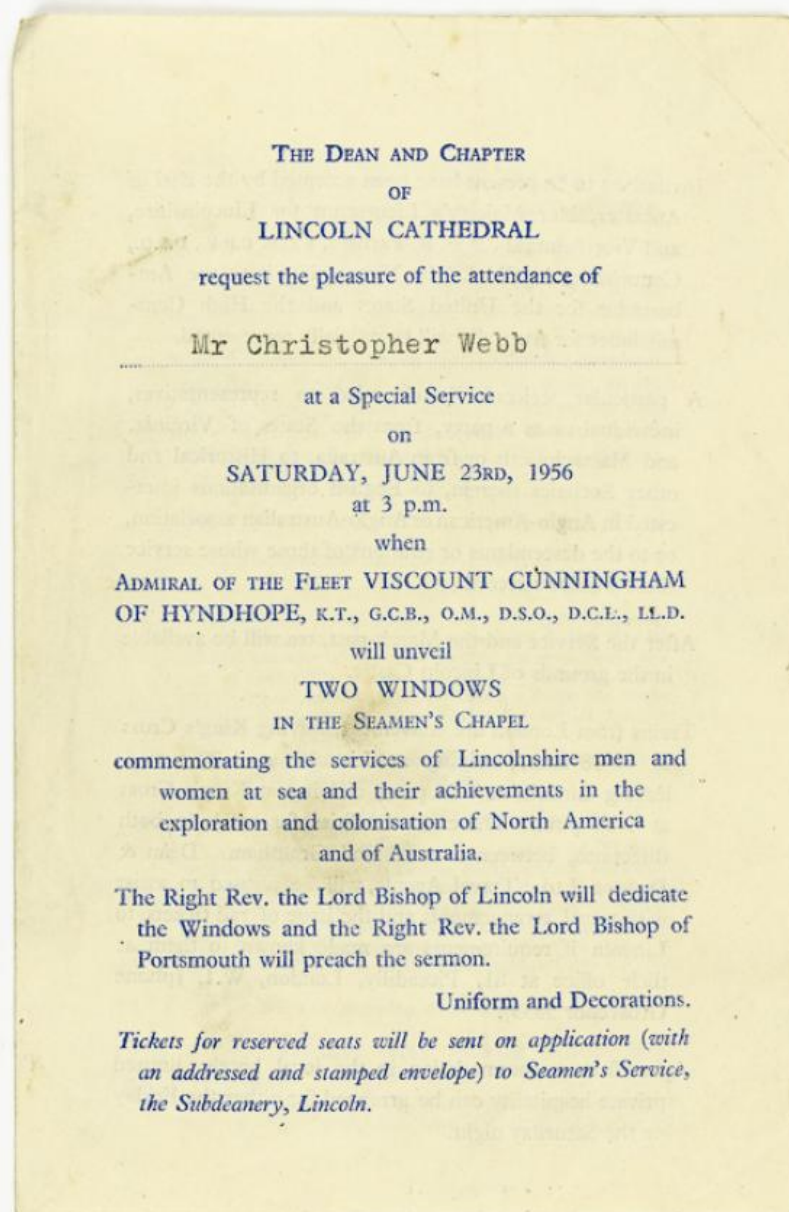 THE DEAN AND CHAPTER
OF
LINCOLN CATHEDRAL
request the pleasure of the attendance of
Mr Christopher Webb
at a Special Service
on
SATURDAY, JUNE 23RD, 1956
at 3 p.m.
when
ADMIRAL OF THE FLEET VISCOUNT CUNNINGHAM
OF HYNDHOPE, K.T., G.C.B., O.M., D.S.O., D.C.L., LL.D.
will unveil
TWO WINDOWS
IN THE SEAMEN'S CHAPEL
commemorating the services of Lincolnshire men and
women at sea and their achievements in the
exploration and colonisation of North America
and of Australia.
The Right Rev. the Lord Bishop of Lincoln will dedicate
the Windows and the Right Rev. the Lord Bishop of
Portsmouth will preach the sermon.
Uniform and Decorations.
Tickets for reserved seats will be sent on application (with
an addressed and stamped envelope) to Seamen's Service,
the Subdeanery, Lincoln.